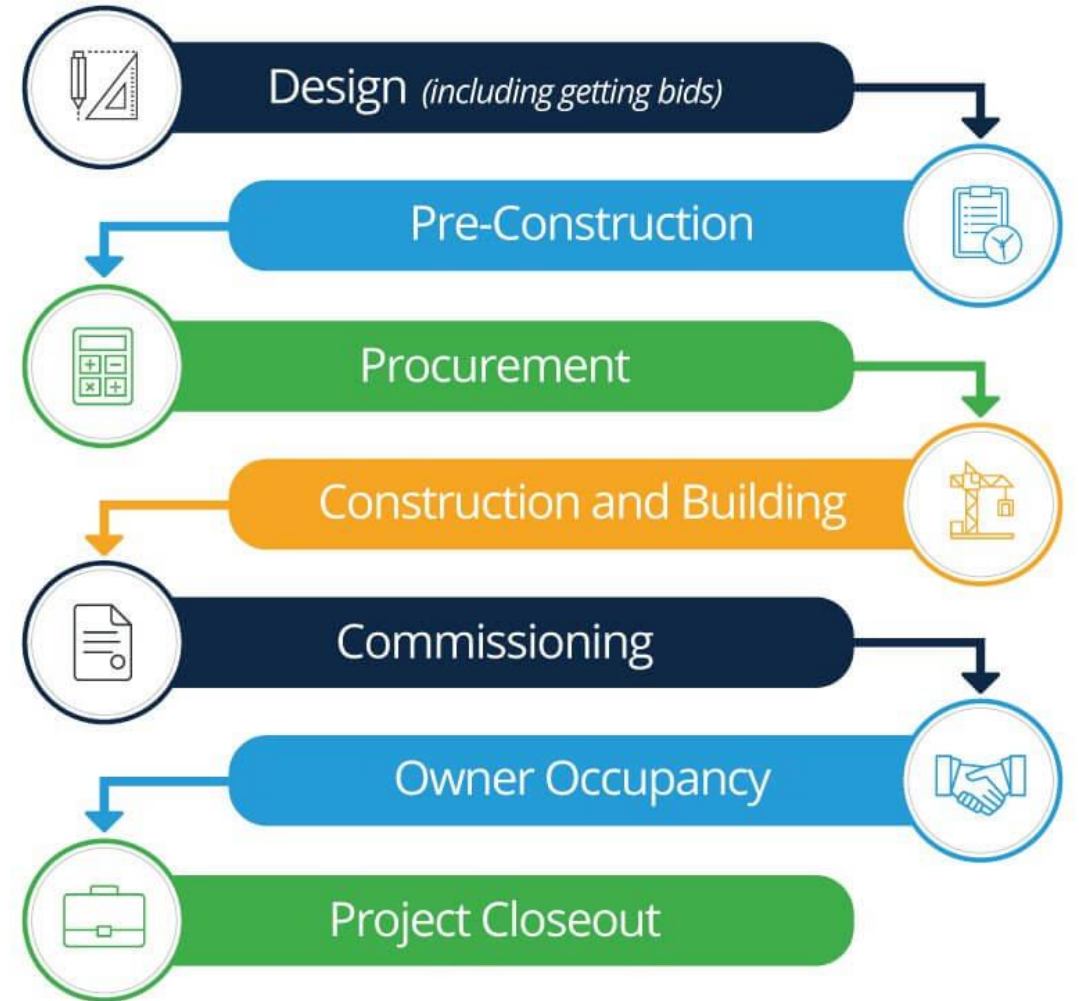 Design (including getting bids)
Pre-Construction
Procurement
Construction and Building
Commissioning
Owner Occupancy
Project Closeout